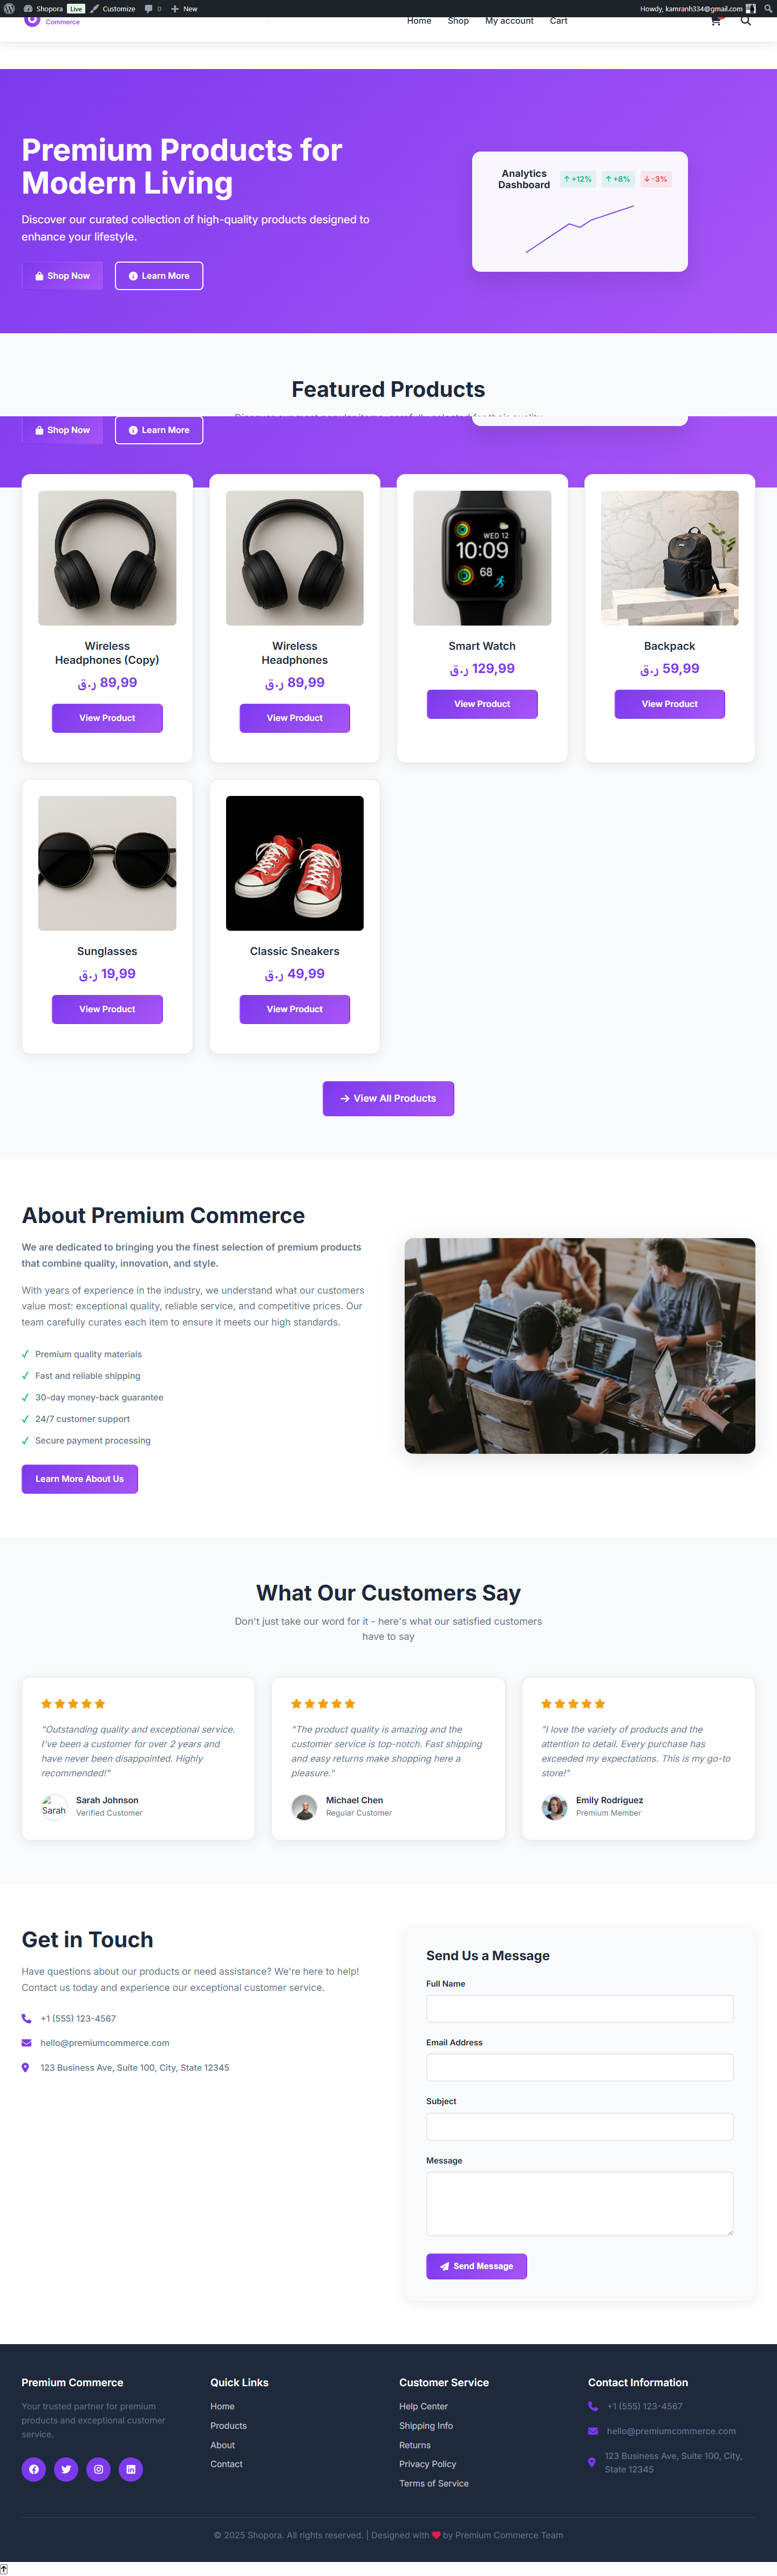 Shopora Live Customize 0 New Howdy, kamranh334@gmail.com
Commerce Home Shop My account Cart
Premium Products for
Modern Living
Discover our curated collection of high-quality products designed to
enhance your lifestyle.
Shop Now Learn More
Analytics
Dashboard
+12% +8% -3%
Featured Products
Discover our most popular items, carefully selected for their quality
Shop Now Learn More
WED 12
10:09
68
Wireless
Headphones (Copy)
89,99 ر.ق
View Product
Wireless
Headphones
89,99 ر.ق
View Product
Smart Watch
129,99 ر.ق
View Product
Backpack
59,99 ر.ق
View Product
Sunglasses
19,99 ر.ق
View Product
Classic Sneakers
49,99 ر.ق
View Product
View All Products
About Premium Commerce
We are dedicated to bringing you the finest selection of premium products
that combine quality, innovation, and style.
With years of experience in the industry, we understand what our customers
value most: exceptional quality, reliable service, and competitive prices. Our
team carefully curates each item to ensure it meets our high standards.
Premium quality materials
Fast and reliable shipping
30-day money-back guarantee
24/7 customer support
Secure payment processing
Learn More About Us
What Our Customers Say
Don't just take our word for it - here's what our satisfied customers
have to say
"Outstanding quality and exceptional service.
I've been a customer for over 2 years and
have never been disappointed. Highly
recommended!"
Sarah
Sarah Johnson
Verified Customer
"The product quality is amazing and the
customer service is top-notch. Fast shipping
and easy returns make shopping here a
pleasure."
Michael Chen
Regular Customer
"I love the variety of products and the
attention to detail. Every purchase has
exceeded my expectations. This is my go-to
store!"
Emily Rodriguez
Premium Member
Get in Touch
Have questions about our products or need assistance? We're here to help!
Contact us today and experience our exceptional customer service.
+1 (555) 123-4567
hello@premiumcommerce.com
123 Business Ave, Suite 100, City, State 12345
Send Us a Message
Full Name
Email Address
Subject
Message
Send Message
Premium Commerce
Your trusted partner for premium
products and exceptional customer
service.
Quick Links
Home
Products
About
Contact
Customer Service
Help Center
Shipping Info
Returns
Privacy Policy
Terms of Service
Contact Information
+1 (555) 123-4567
hello@premiumcommerce.com
123 Business Ave, Suite 100, City,
State 12345
© 2025 Shopora. All rights reserved. | Designed with ❤ by Premium Commerce Team